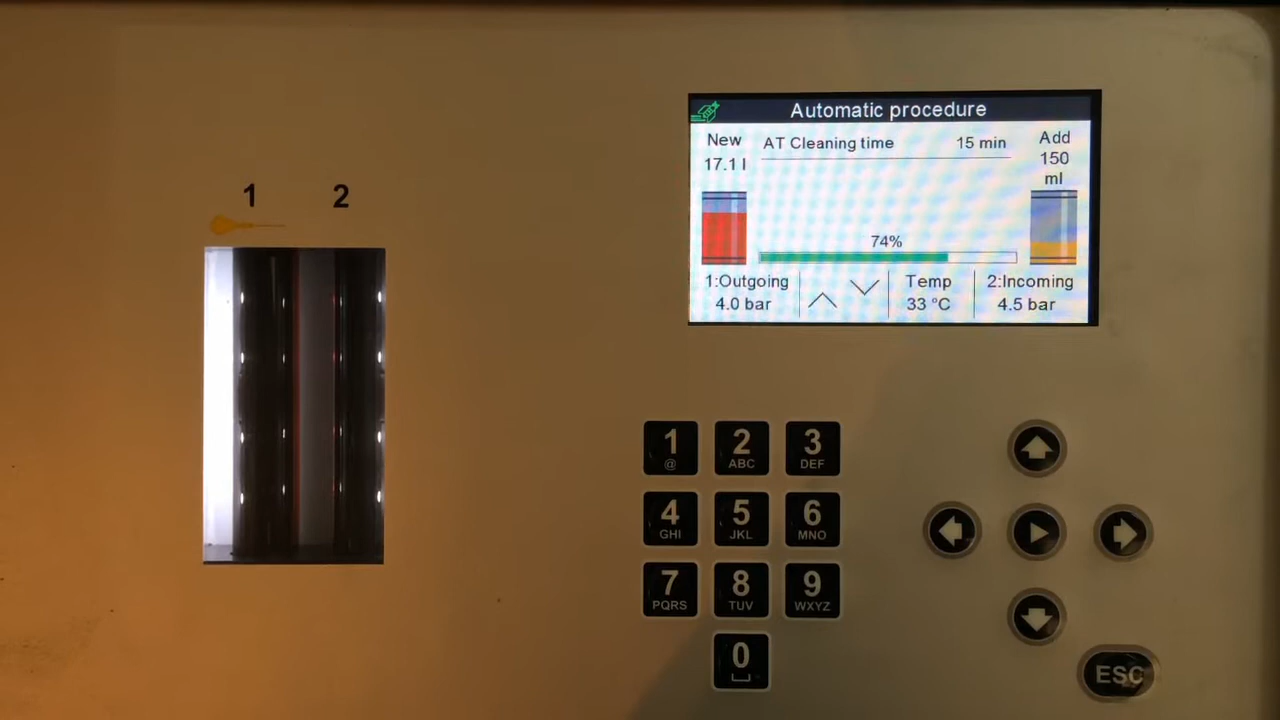 Automatic procedure
New
17.1 l
AT Cleaning time 15 min
Add
150
ml
74%
1:Outgoing
4.0 bar
Temp
33 °C
2:Incoming
4.5 bar
1 2
1
@
2
ABC
3
DEF
4
GHI
5
JKL
6
MNO
7
PQRS
8
TUV
9
WXYZ
0
ESC